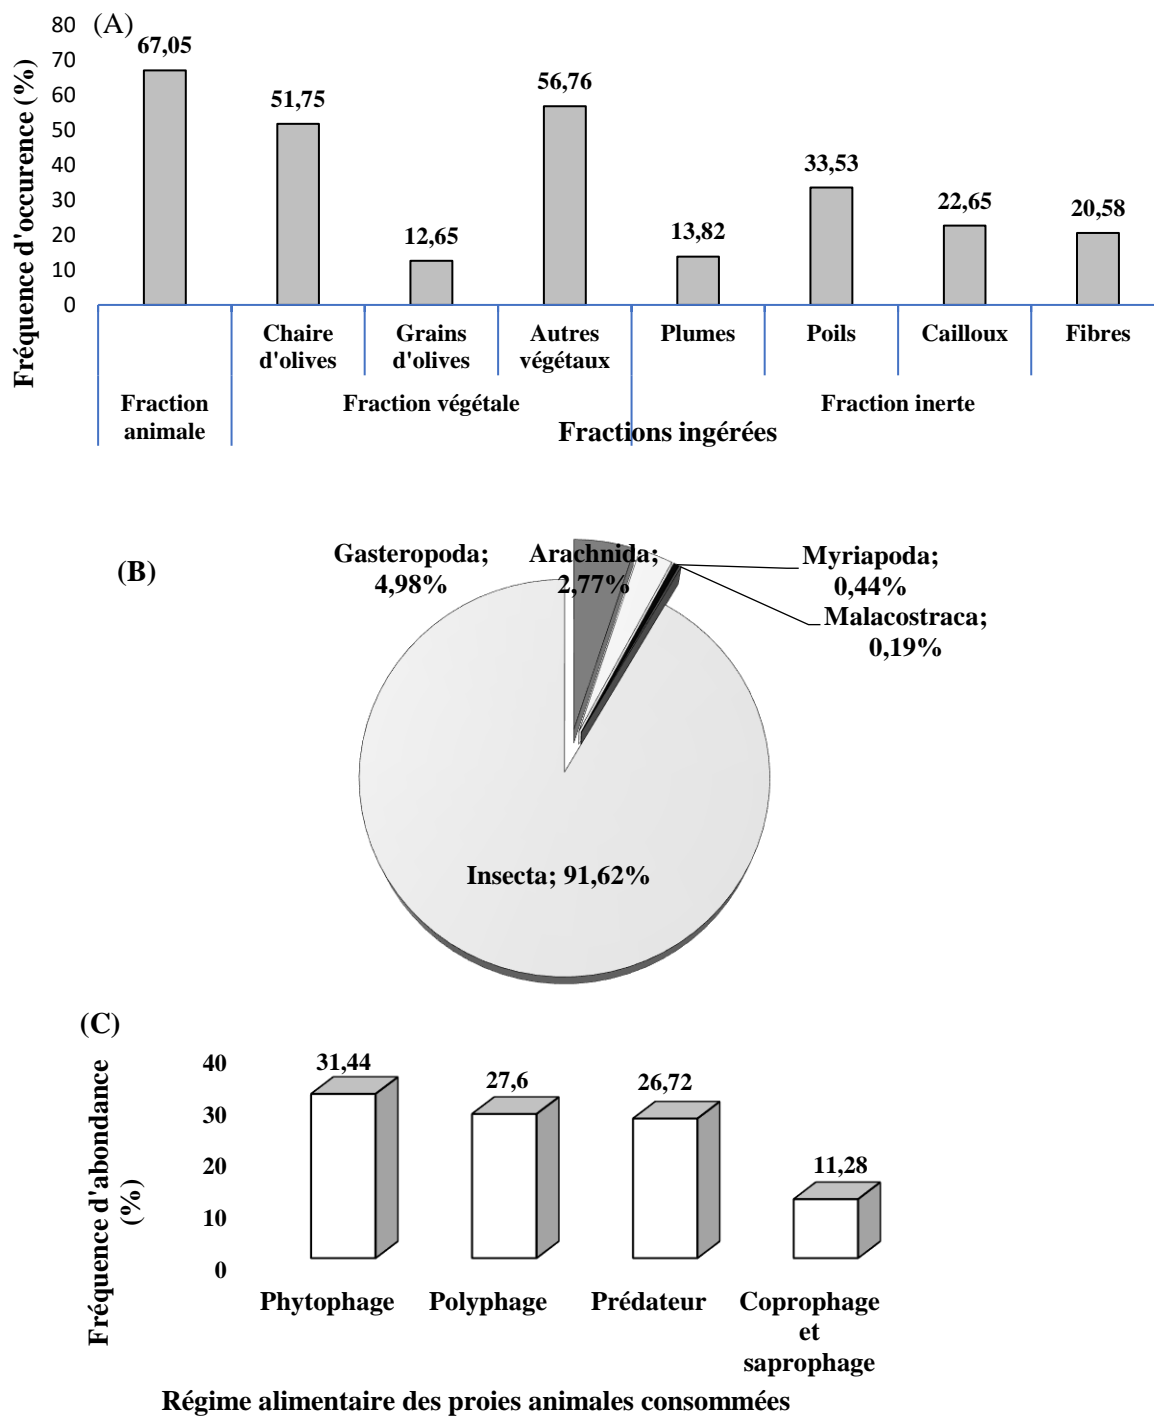 (A)
Fréquence d'occurence (%)
80
70
60
50
40
30
20
10
0
67,05
51,75
12,65
56,76
13,82
33,53
22,65
20,58
Chaire
d'olives
Grains
d'olives
Autres
végétaux
Plumes
Poils
Cailloux
Fibres
Fraction
animale
Fraction végétale
Fraction inerte
Fractions ingérées
(B)
Gasteropoda;
4,98%
Arachnida;
2,77%
Myriapoda;
0,44%
Malacostraca;
0,19%
Insecta; 91,62%
(C)
Fréquence d'abondance
(%)
40
30
20
10
0
31,44
27,6
26,72
11,28
Phytophage
Polyphage
Prédateur
Coprophage
et
saprophage
Régime alimentaire des proies animales consommées